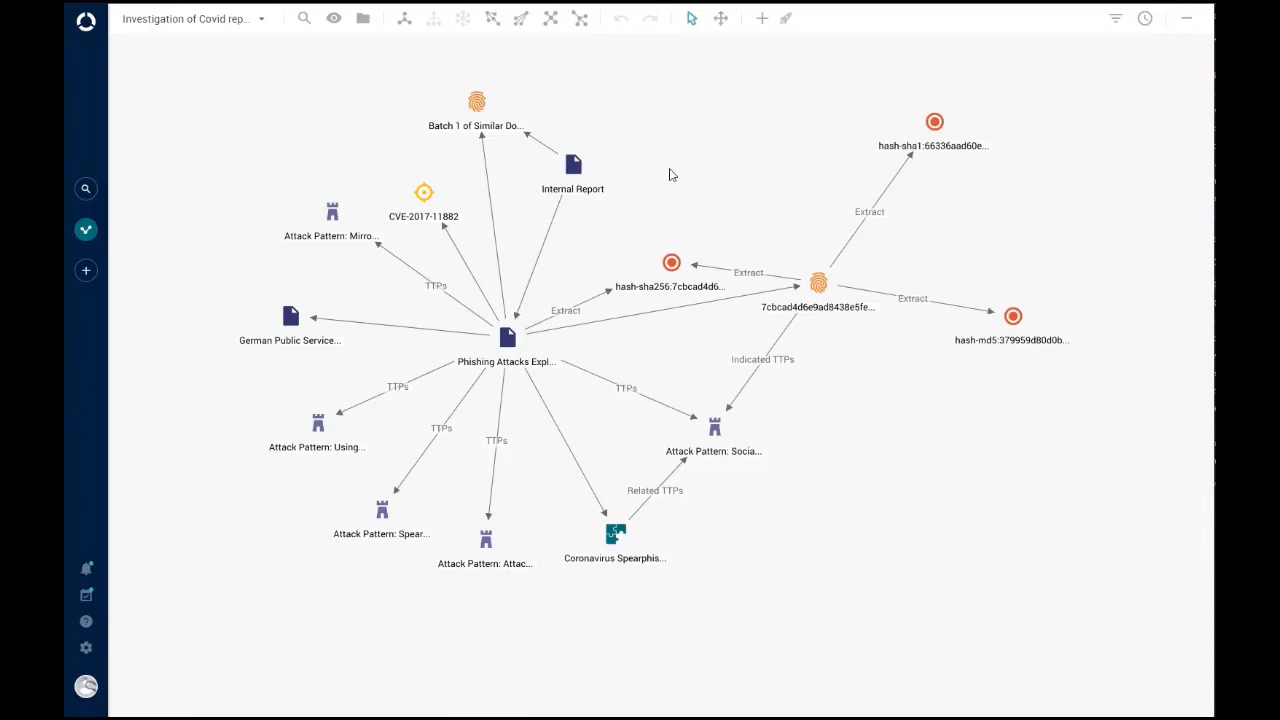 Investigation of Covid rep...
Batch 1 of Similar Do...
hash-sha1:66336aad60e...
Internal Report
CVE-2017-11882
Attack Pattern: Mirro...
Extract
Extract
hash-sha256:7cbcad4d6...
TTPs
Extract
7cbcad4d6e9ad8438e5fe...
Extract
German Public Service...
hash-md5:379959d80d0b...
Phishing Attacks Expl...
Indicated TTPs
TTPs
TTPs
TTPs
TTPs
Attack Pattern: Using...
Attack Pattern: Socia...
Related TTPs
Attack Pattern: Spear...
Attack Pattern: Attac...
Coronavirus Spearphis...